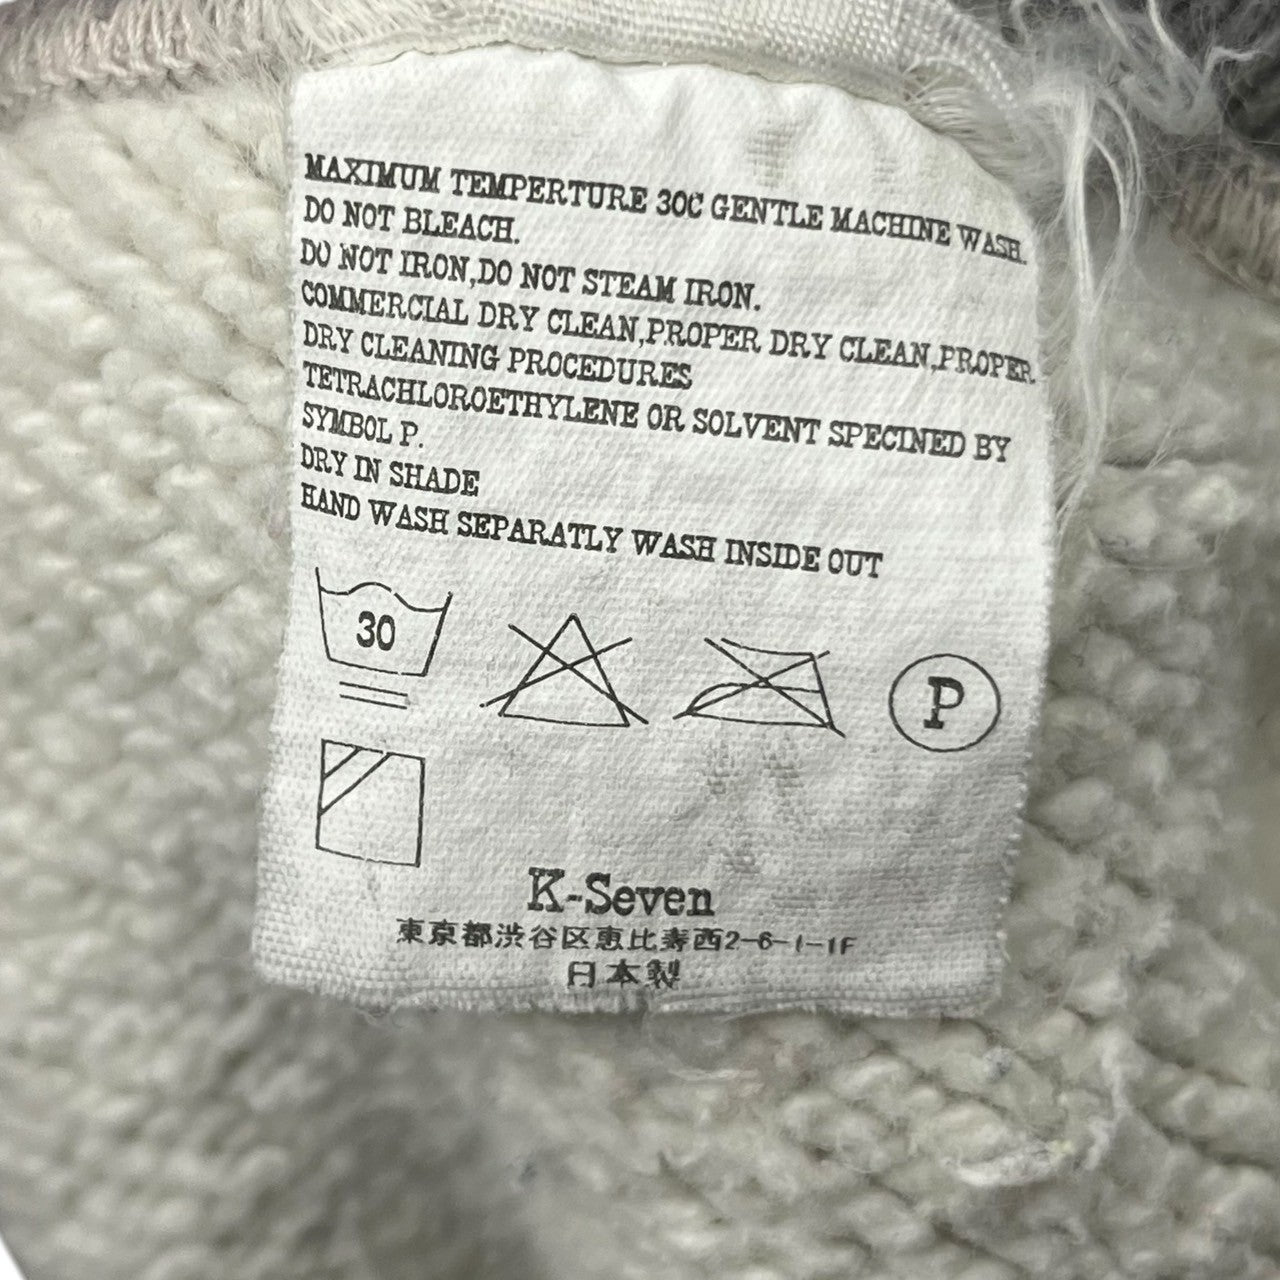 MAXIMUM TEMPERTURE 30C GENTLE MACHINE WASH.
DO NOT BLEACH.
DO NOT IRON,DO NOT STEAM IRON.
COMMERCIAL DRY CLEAN,PROPER DRY CLEAN,PROPER
DRY CLEANING PROCEDURES
TETRACHLOROETHYLENE OR SOLVENT SPECINED BY
SYMBOL P.
DRY IN SHADE
HAND WASH SEPARATLY WASH INSIDE OUT
30
P
K-Seven
東京都渋谷区恵比寿西2-6-1-1F
日本製